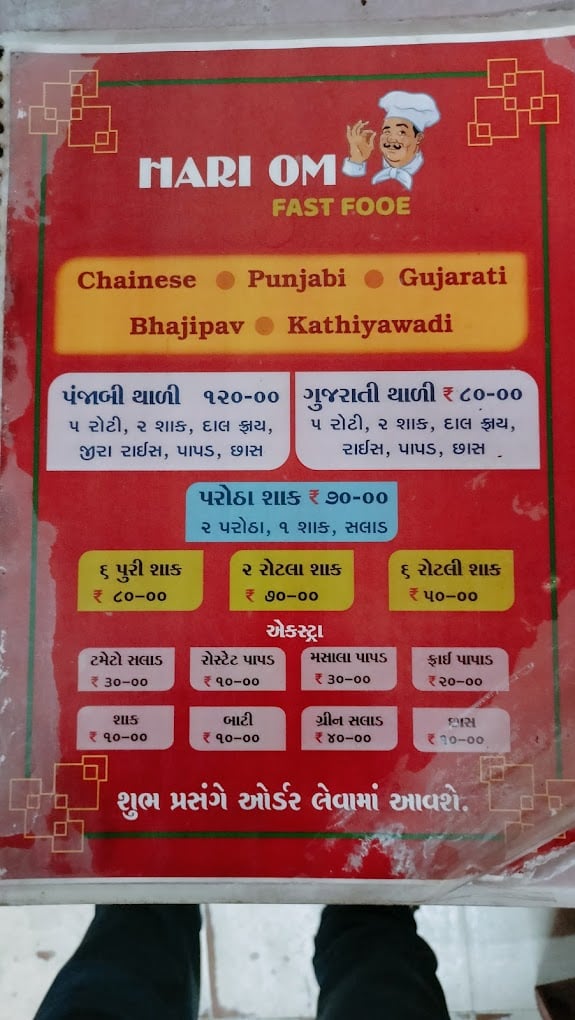 HARI OM
FAST FOOE
Chainese • Punjabi • Gujarati
Bhajipav • Kathiyawadi
પંજાબી થાળી ૧૨૦-૦૦
૫ રોટી, ૨ શાક, દાલ ફ્રાય,
જીરા રાઈસ, પાપડ, છાસ
ગુજરાતી થાળી ₹ ૮૦-૦૦
૫ રોટી, ૨ શાક, દાલ ફ્રાય,
રાઈસ, પાપડ, છાસ
પરોઠા શાક ₹ ૭૦-૦૦
૨ પરોઠા, ૧ શાક, સલાડ
૬ પુરી શાક
₹ ૮૦-૦૦
૨ રોટલા શાક
₹ ૭૦-૦૦
૬ રોટલી શાક
₹ ૫૦-૦૦
એકસ્ટ્રા
ટમેટો સલાડ
₹ ૩૦-૦૦
રોસ્ટેટ પાપડ
₹ ૧૦-૦૦
મસાલા પાપડ
₹ ૩૦-૦૦
ફ્રાઈ પાપાડ
₹ ૨૦-૦૦
શાક
₹ ૧૦-૦૦
બાટી
₹ ૧૦-૦૦
ગ્રીન સલાડ
₹ ૪૦-૦૦
છાસ
₹ ૧૦-૦૦
શુભ પ્રસંગે ઓર્ડર લેવામાં આવશે.